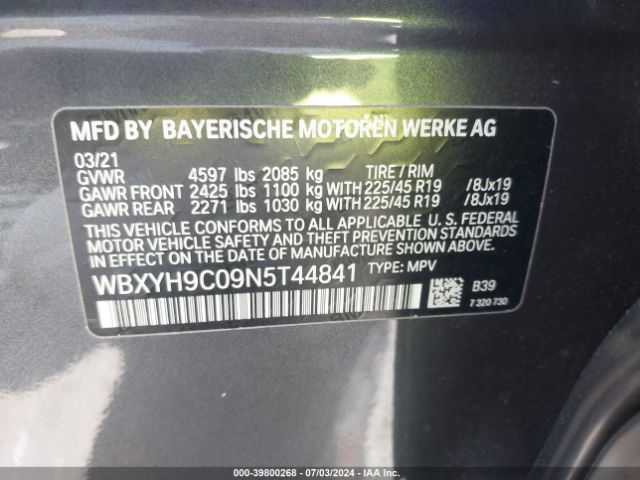 MFD BY BAYERISCHE MOTOREN WERKE AG
03/21
GVWR 4597 lbs 2085 kg TIRE / RIM
GAWR FRONT 2425 lbs 1100 kg WITH 225/45 R19 /8Jx19
GAWR REAR 2271 lbs 1030 kg WITH 225/45 R19 /8Jx19
THIS VEHICLE CONFORMS TO ALL APPLICABLE U. S. FEDERAL
MOTOR VEHICLE SAFETY, AND THEFT PREVENTION STANDARDS
IN EFFECT ON THE DATE OF MANUFACTURE SHOWN ABOVE.
WBXYH9C09N5T44841 TYPE: MPV
B39
7 320 730
000-39800268 - 07/03/2024 - IAA Inc.